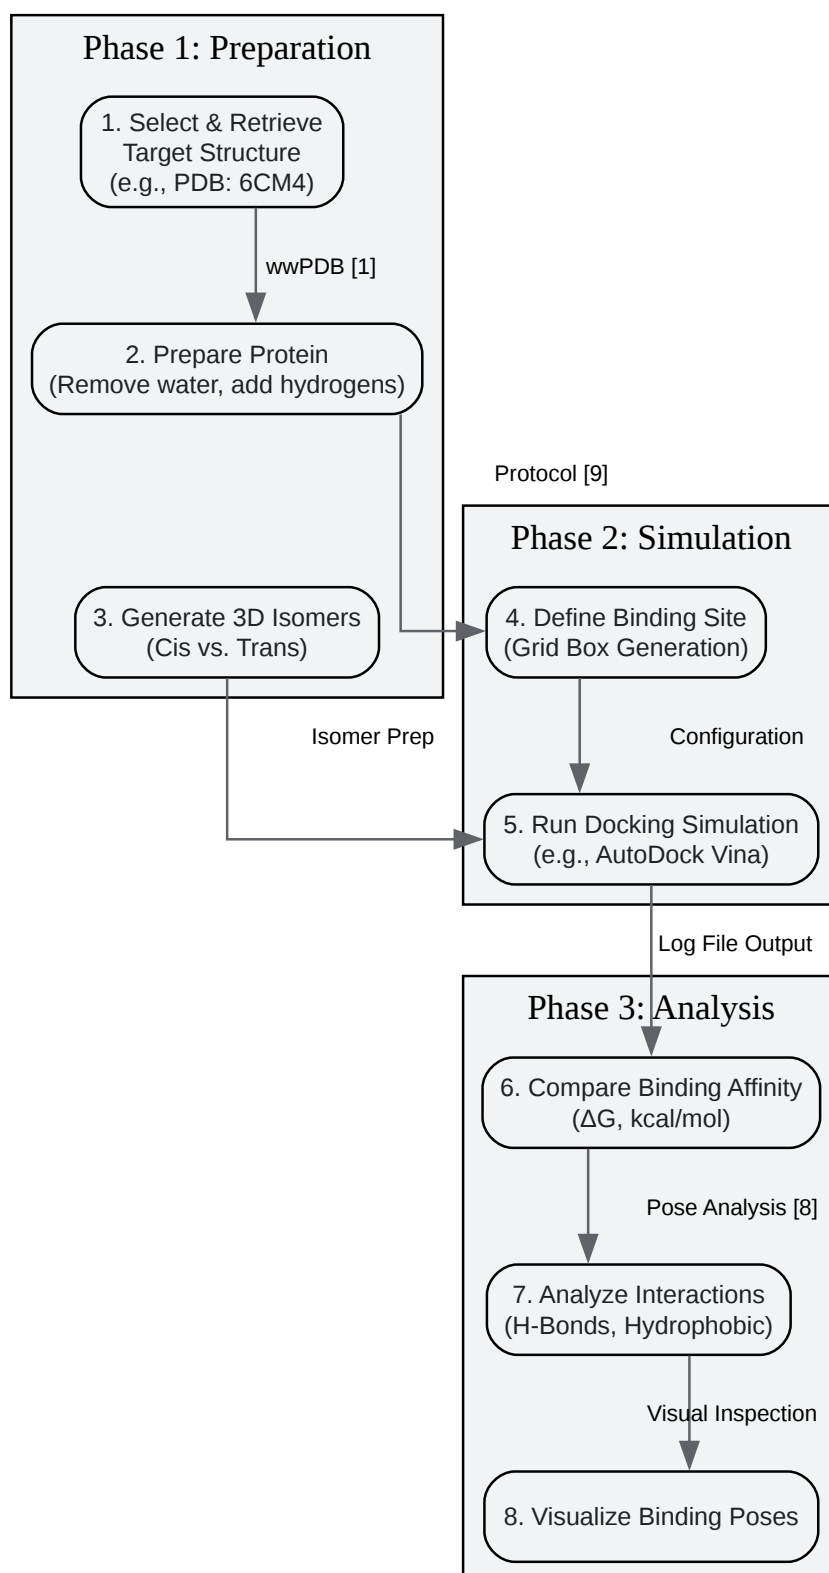 Phase 1: Preparation
1. Select & Retrieve
Target Structure
(e.g., PDB: 6CM4)
wwPDB [1]
2. Prepare Protein
(Remove water, add hydrogens)
Protocol [9]
Phase 2: Simulation
3. Generate 3D Isomers
(Cis vs. Trans)
4. Define Binding Site
(Grid Box Generation)
Isomer Prep
Configuration
5. Run Docking Simulation
(e.g., AutoDock Vina)
Log File Output
Phase 3: Analysis
6. Compare Binding Affinity
(ΔG, kcal/mol)
Pose Analysis [8]
7. Analyze Interactions
(H-Bonds, Hydrophobic)
Visual Inspection
8. Visualize Binding Poses